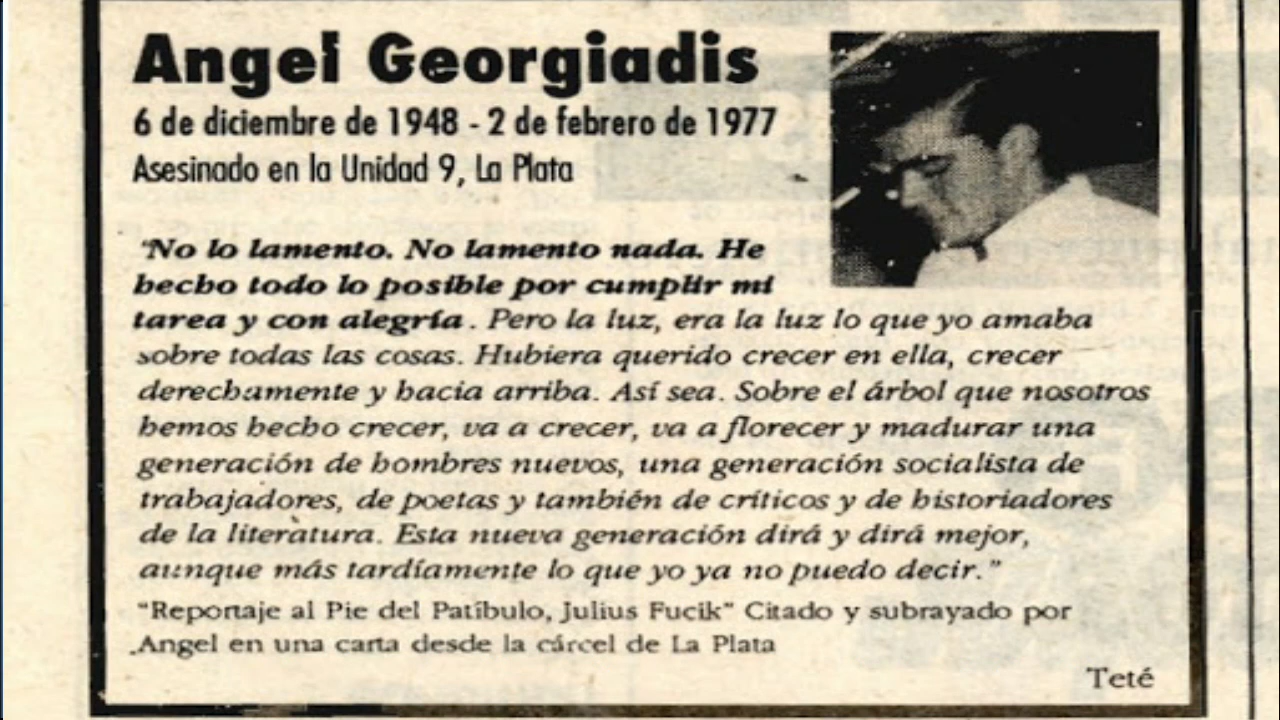 Angel Georgiadis
6 de diciembre de 1948 - 2 de febrero de 1977
Asesinado en la Unidad 9, La Plata
"No lo lamento. No lamento nada. He
hecho todo lo posible por cumplir mi
tarea y con alegría. Pero la luz, era la luz lo que yo amaba
sobre todas las cosas. Hubiera querido crecer en ella, crecer
derechamente y hacia arriba. Así sea. Sobre el árbol que nosotros
hemos hecho crecer, va a crecer, va a florecer y madurar una
generación de hombres nuevos, una generación socialista de
trabajadores, de poetas y también de críticos y de historiadores
de la literatura. Esta nueva generación dirá y dirá mejor,
aunque más tardíamente lo que yo ya no puedo decir."
"Reportaje al Pie del Patíbulo, Julius Fucik" Citado y subrayado por
Angel en una carta desde la cárcel de La Plata
Teté